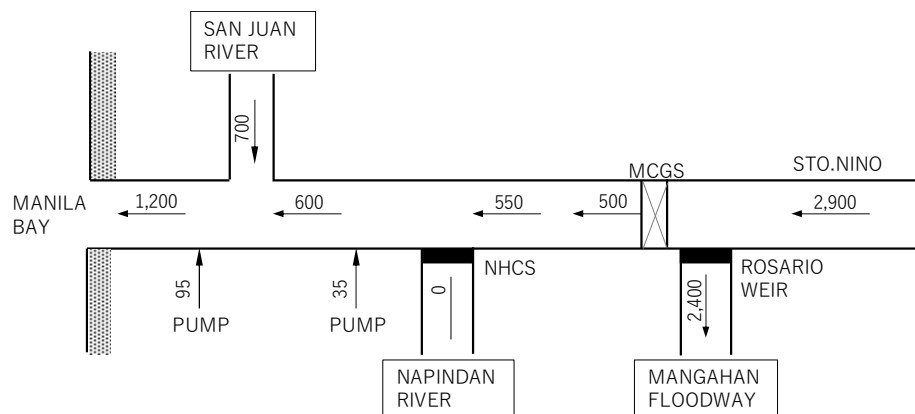 SAN JUAN
RIVER
700
MCGS
STO.NINO
MANILA
BAY
1,200
600
550
500
2,900
95
PUMP
35
PUMP
0
NHCS
2,400
ROSARIO
WEIR
NAPINDAN
RIVER
MANGAHAN
FLOODWAY